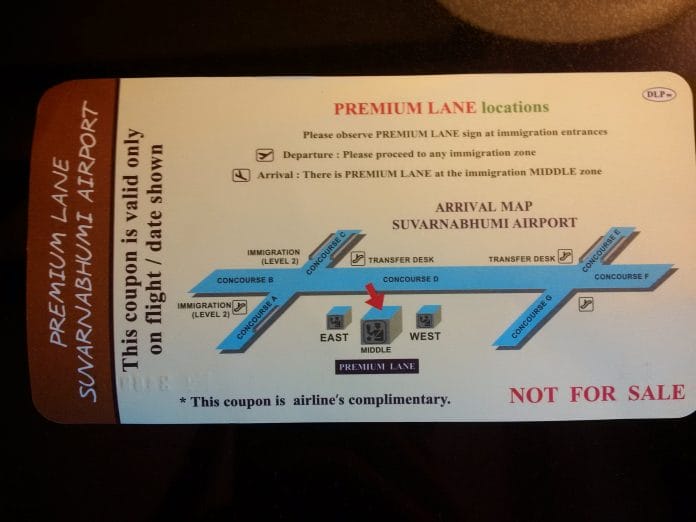 PREMIUM LANE
SUVARNABHUMI AIRPORT
This coupon is valid only
on flight / date shown
DLP
PREMIUM LANE locations
Please observe PREMIUM LANE sign at immigration entrances
Departure : Please proceed to any immigration zone
Arrival : There is PREMIUM LANE at the immigration MIDDLE zone
ARRIVAL MAP
SUVARNABHUMI AIRPORT
IMMIGRATION
(LEVEL 2)
CONCOURSE C
TRANSFER DESK
TRANSFER DESK
CONCOURSE E
CONCOURSE B
CONCOURSE D
CONCOURSE F
IMMIGRATION
(LEVEL 2)
CONCOURSE A
CONCOURSE G
EAST
MIDDLE
WEST
PREMIUM LANE
* This coupon is airline's complimentary.
NOT FOR SALE